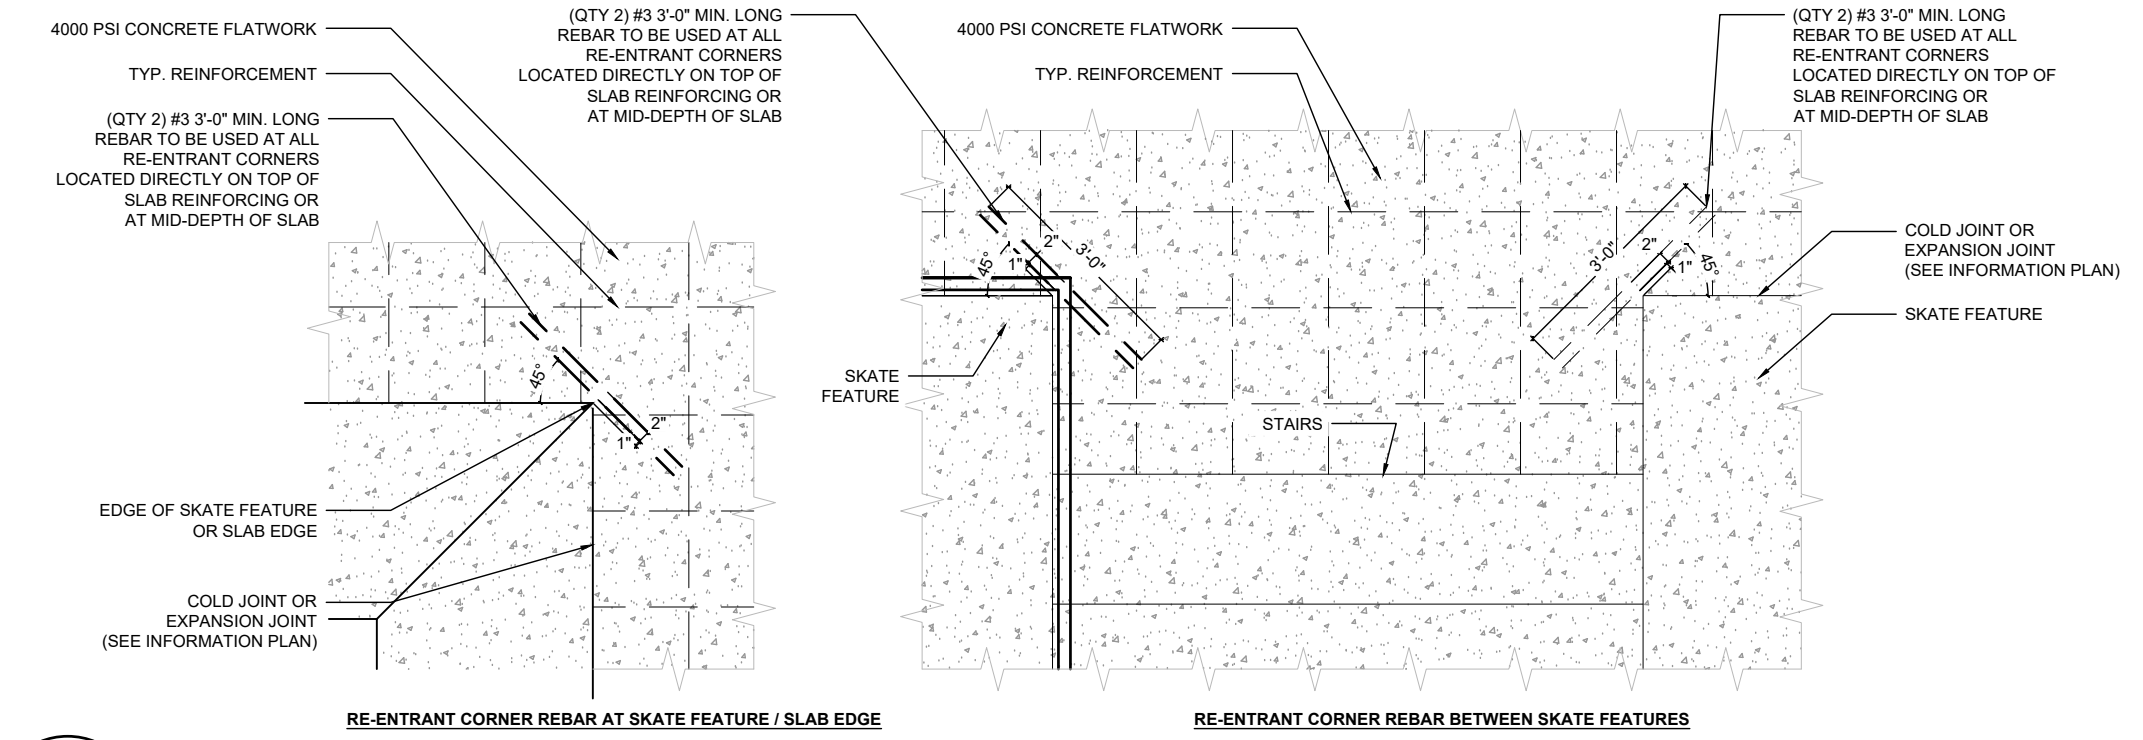 4000 PSI CONCRETE FLATWORK
TYP. REINFORCEMENT
(QTY 2) #3 3'-0" MIN. LONG
REBAR TO BE USED AT ALL
RE-ENTRANT CORNERS
LOCATED DIRECTLY ON TOP OF
SLAB REINFORCING OR
AT MID-DEPTH OF SLAB
45°
2"
1"
EDGE OF SKATE FEATURE
OR SLAB EDGE
COLD JOINT OR
EXPANSION JOINT
(SEE INFORMATION PLAN)
RE-ENTRANT CORNER REBAR AT SKATE FEATURE / SLAB EDGE
(QTY 2) #3 3'-0" MIN. LONG
REBAR TO BE USED AT ALL
RE-ENTRANT CORNERS
LOCATED DIRECTLY ON TOP OF
SLAB REINFORCING OR
AT MID-DEPTH OF SLAB
4000 PSI CONCRETE FLATWORK
TYP. REINFORCEMENT
(QTY 2) #3 3'-0" MIN. LONG
REBAR TO BE USED AT ALL
RE-ENTRANT CORNERS
LOCATED DIRECTLY ON TOP OF
SLAB REINFORCING OR
AT MID-DEPTH OF SLAB
2"
3'-0"
1"
45°
3'-0"
2"
1"
45°
COLD JOINT OR
EXPANSION JOINT
(SEE INFORMATION PLAN)
SKATE FEATURE
SKATE
FEATURE
STAIRS
RE-ENTRANT CORNER REBAR BETWEEN SKATE FEATURES